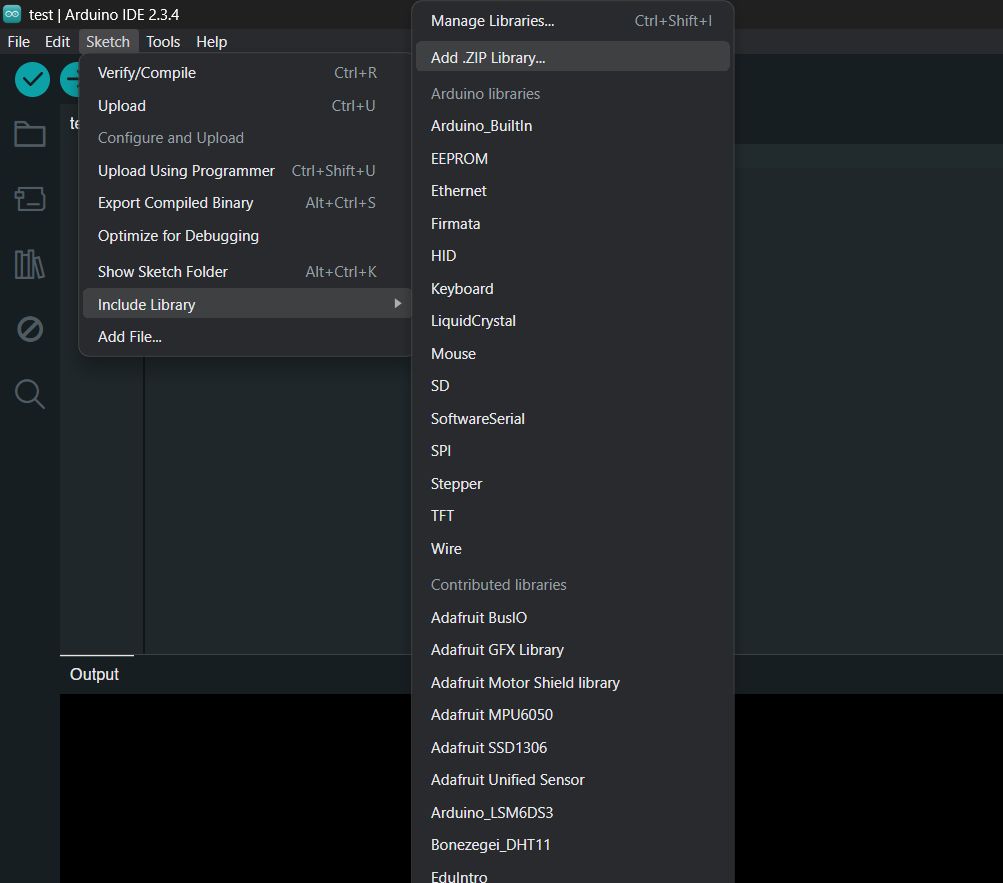 test | Arduino IDE 2.3.4
File Edit Sketch Tools Help
Verify/Compile Ctrl+R
Upload Ctrl+U
Configure and Upload
Upload Using Programmer Ctrl+Shift+U
Export Compiled Binary Alt+Ctrl+S
Optimize for Debugging
Show Sketch Folder Alt+Ctrl+K
Include Library
Add File...
Manage Libraries... Ctrl+Shift+I
Add .ZIP Library...
Arduino libraries
Arduino_BuiltIn
EEPROM
Ethernet
Firmata
HID
Keyboard
LiquidCrystal
Mouse
SD
SoftwareSerial
SPI
Stepper
TFT
Wire
Contributed libraries
Adafruit BusIO
Adafruit GFX Library
Adafruit Motor Shield library
Adafruit MPU6050
Adafruit SSD1306
Adafruit Unified Sensor
Arduino_LSM6DS3
Bonezegei_DHT11
EduIntro
Output